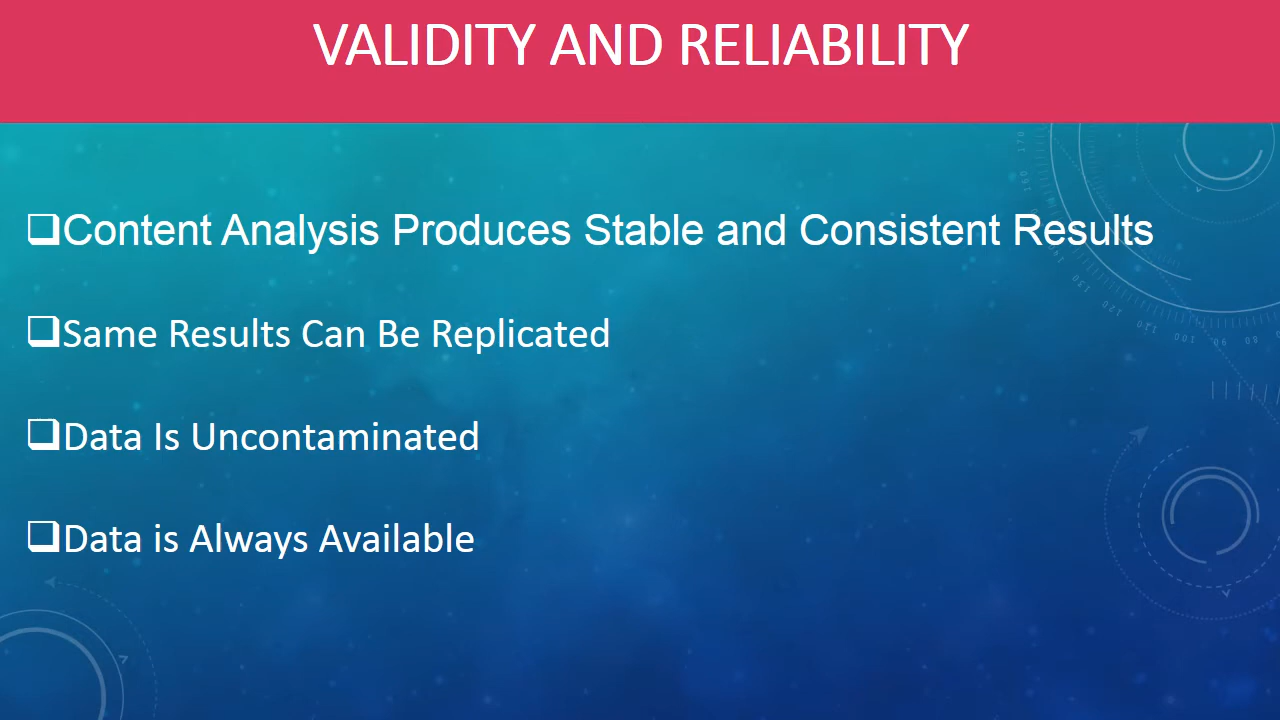 VALIDITY AND RELIABILITY
Content Analysis Produces Stable and Consistent Results
Same Results Can Be Replicated
Data Is Uncontaminated
Data is Always Available